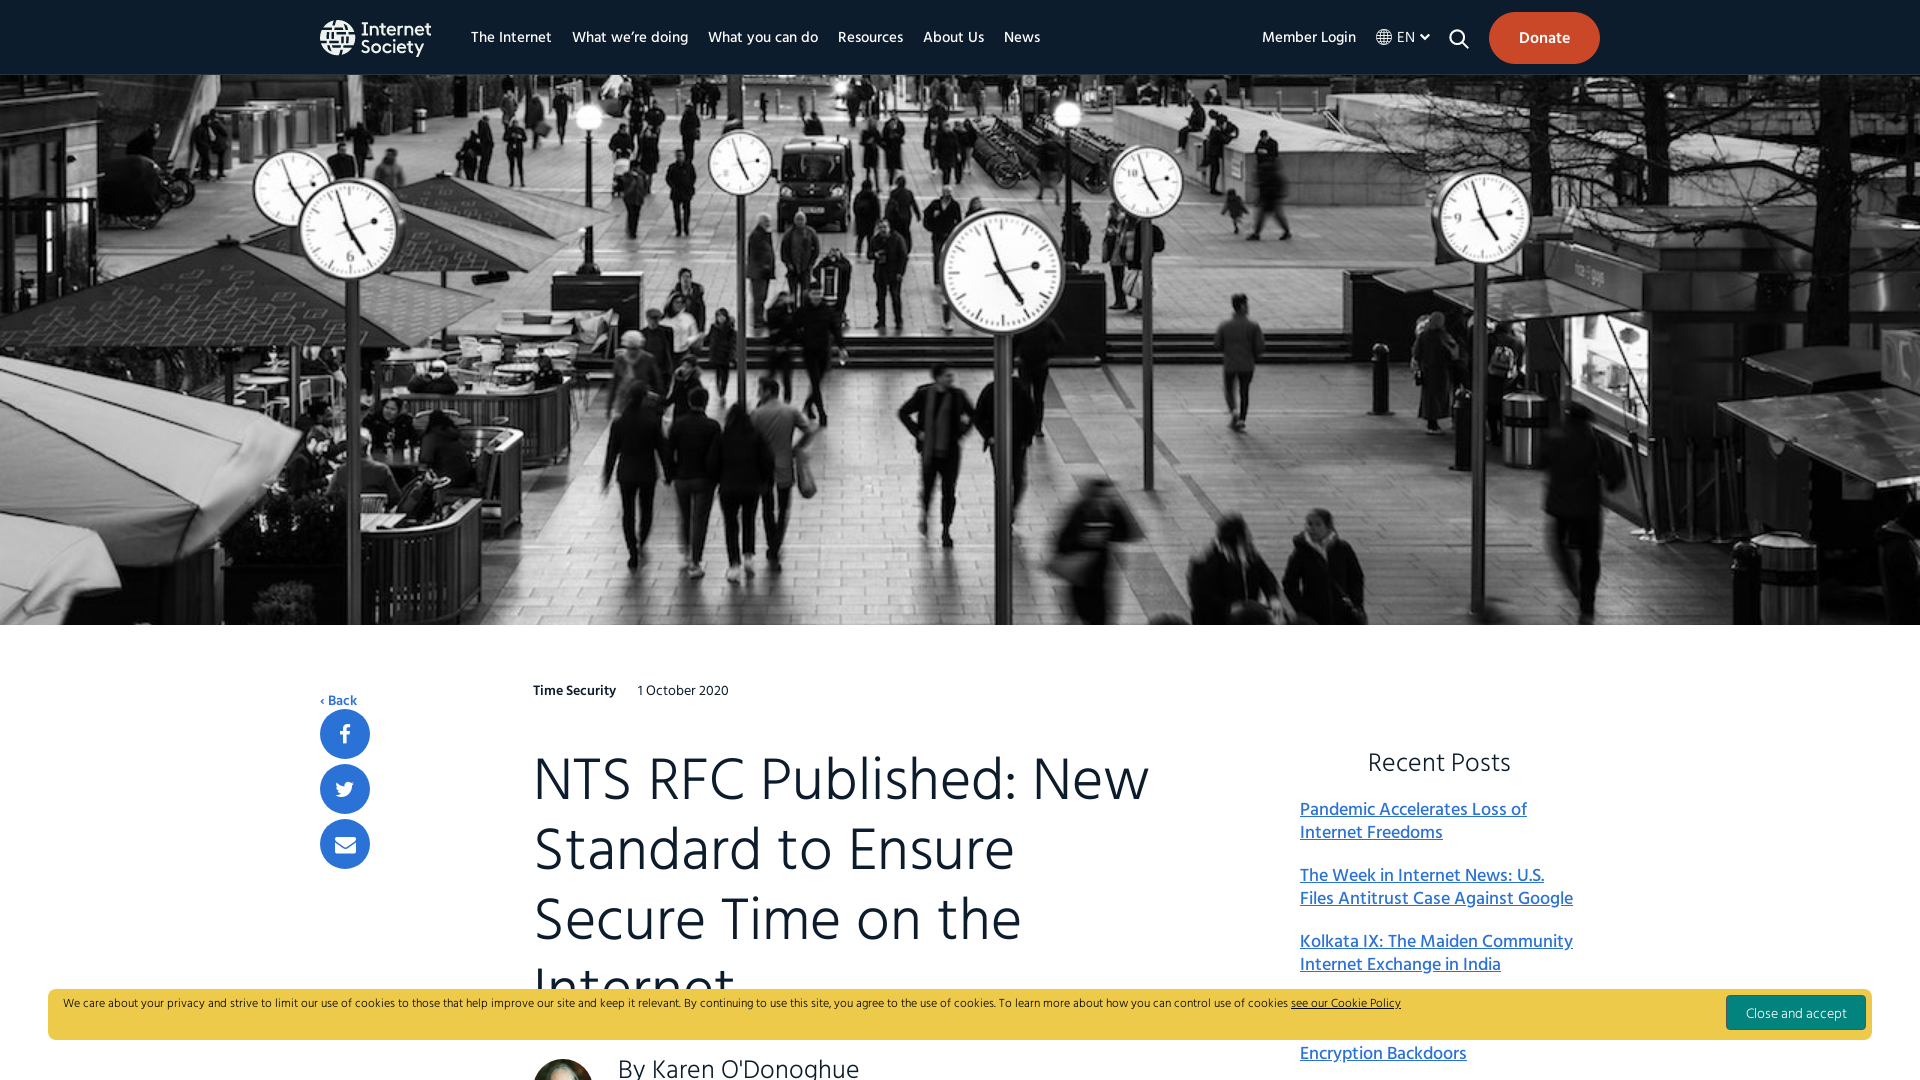 Internet
Society
The Internet
What we’re doing
What you can do
Resources
About Us
News
Member Login
EN
Donate
6
10
9
‹ Back
Time Security
1 October 2020
NTS RFC Published: New
Standard to Ensure
Secure Time on the
Internet
By Karen O'Donoghue
Recent Posts
Pandemic Accelerates Loss of
Internet Freedoms
The Week in Internet News: U.S.
Files Antitrust Case Against Google
Kolkata IX: The Maiden Community
Internet Exchange in India
Encryption Backdoors
We care about your privacy and strive to limit our use of cookies to those that help improve our site and keep it relevant. By continuing to use this site, you agree to the use of cookies. To learn more about how you can control use of cookies see our Cookie Policy
Close and accept